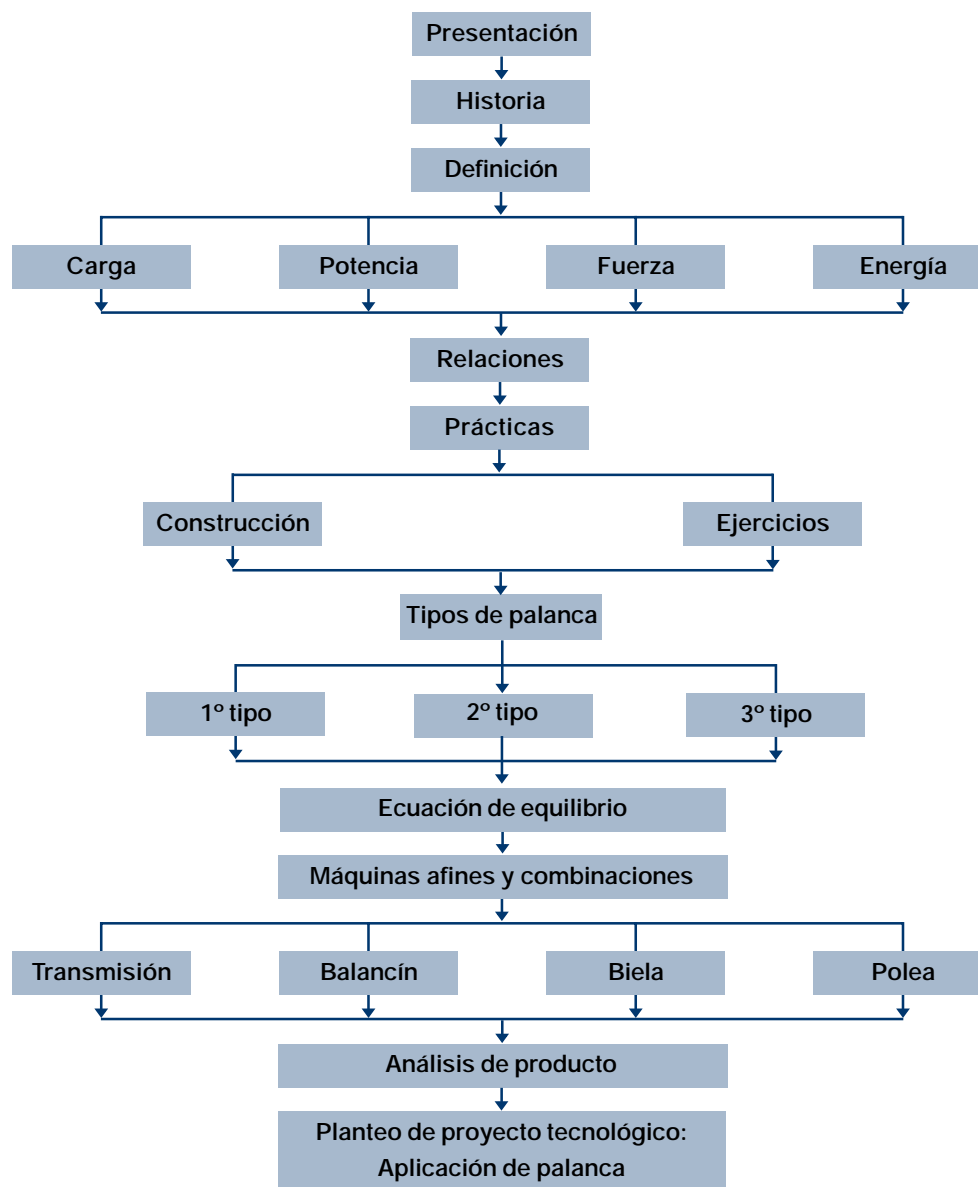 Presentación
Historia
Definición
Carga
Potencia
Fuerza
Energía
Relaciones
Prácticas
Construcción
Ejercicios
Tipos de palanca
1º tipo
2º tipo
3º tipo
Ecuación de equilibrio
Máquinas afines y combinaciones
Transmisión
Balancín
Biela
Polea
Análisis de producto
Planteo de proyecto tecnológico:
Aplicación de palanca